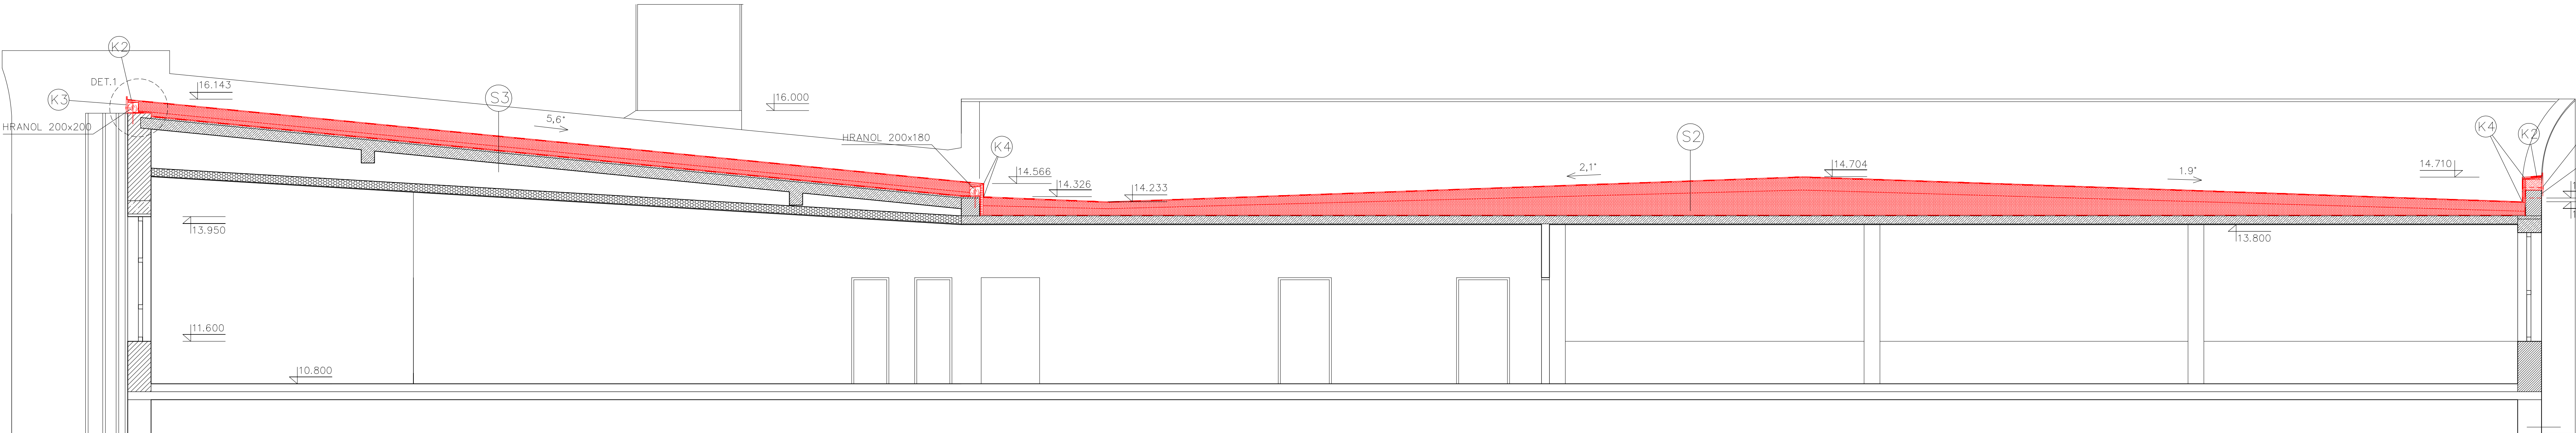 K2
DET.1
K3
16.143
S3
16.000
HRANOL 200x200
5,6°
HRANOL 200x180
K4
14.566
14.326
14.233
S2
2,1°
14.704
1.9°
14.710
K4
K2
13.950
13.800
11.600
10.800